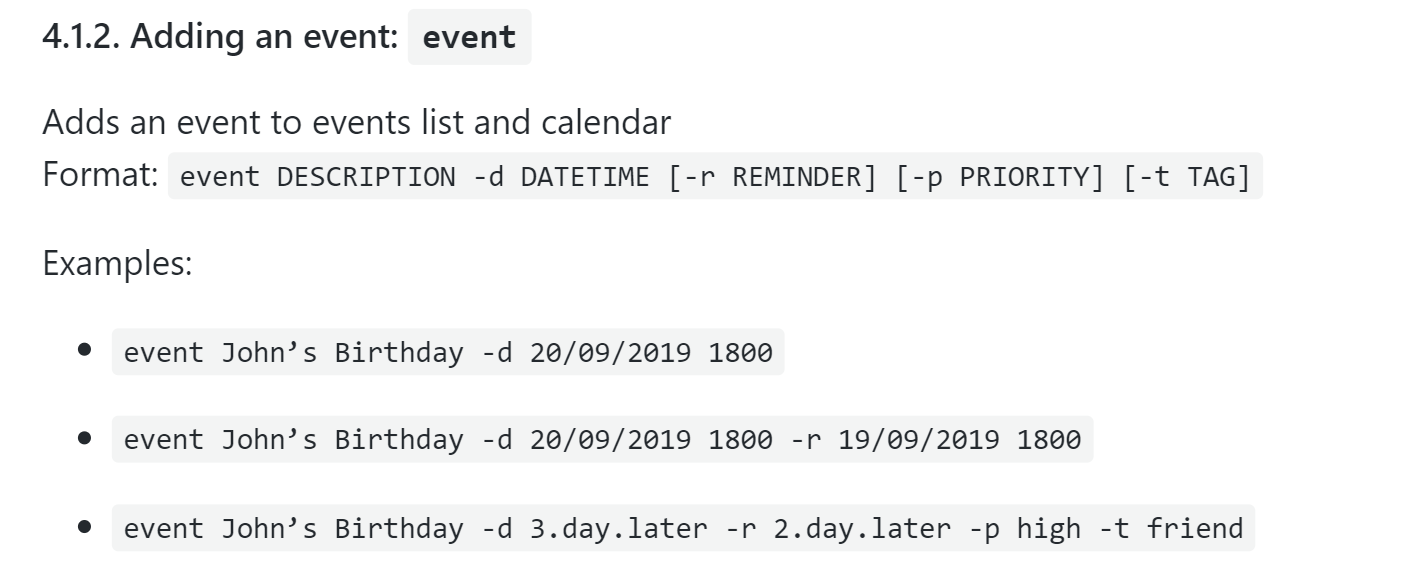 4.1.2. Adding an event: event
Adds an event to events list and calendar
Format: event DESCRIPTION -d DATETIME [-r REMINDER] [-p PRIORITY] [-t TAG]
Examples:
• event John’s Birthday -d 20/09/2019 1800
• event John’s Birthday -d 20/09/2019 1800 -r 19/09/2019 1800
• event John’s Birthday -d 3.day.later -r 2.day.later -p high -t friend